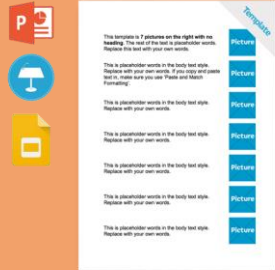 P
Template
This template is 7 pictures on the right with no
heading. The rest of the text is placeholder words.
Replace this text with your own words.
Picture
This is placeholder words in the body text style.
Replace with your own words. If you copy and paste
text in, make sure you use 'Paste and Match
Formatting'.
Picture
This is placeholder words in the body text style.
Replace with your own words.
Picture
This is placeholder words in the body text style.
Replace with your own words.
Picture
This is placeholder words in the body text style.
Replace with your own words.
Picture
This is placeholder words in the body text style.
Replace with your own words.
Picture
This is placeholder words in the body text style.
Replace with your own words.
Picture